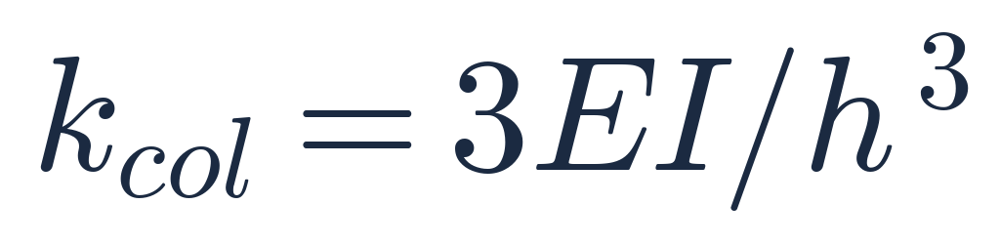 k_{col} = 3EI/h^3